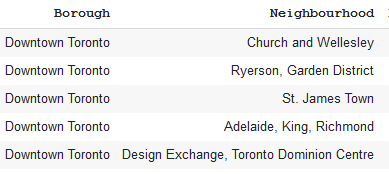 Borough Neighbourhood
Downtown Toronto Church and Wellesley
Downtown Toronto Ryerson, Garden District
Downtown Toronto St. James Town
Downtown Toronto Adelaide, King, Richmond
Downtown Toronto Design Exchange, Toronto Dominion Centre